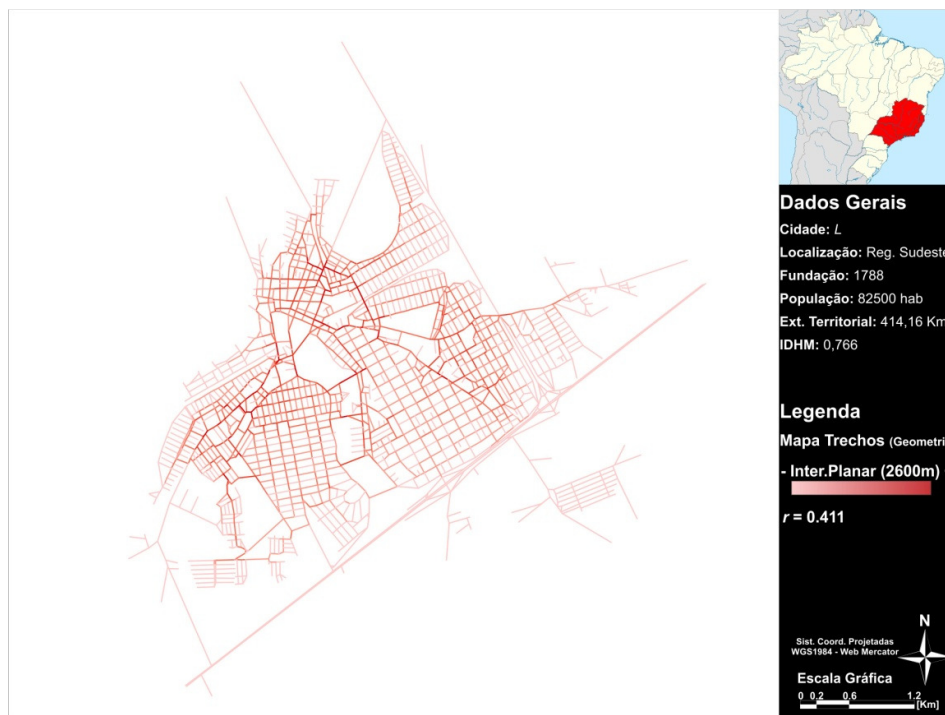 Dados Gerais
Cidade: L
Localização: Reg. Sudeste
Fundação: 1788
População: 82500 hab
Ext. Territorial: 414,16 Km
IDHM: 0,766
Legenda
Mapa Trechos (Geometri
- Inter.Planar (2600m)
r = 0.411
N
Sist. Coord. Projetadas
WGS1984 - Web Mercator
Escala Gráfica
0 0.2 0.6 1.2
[Km]